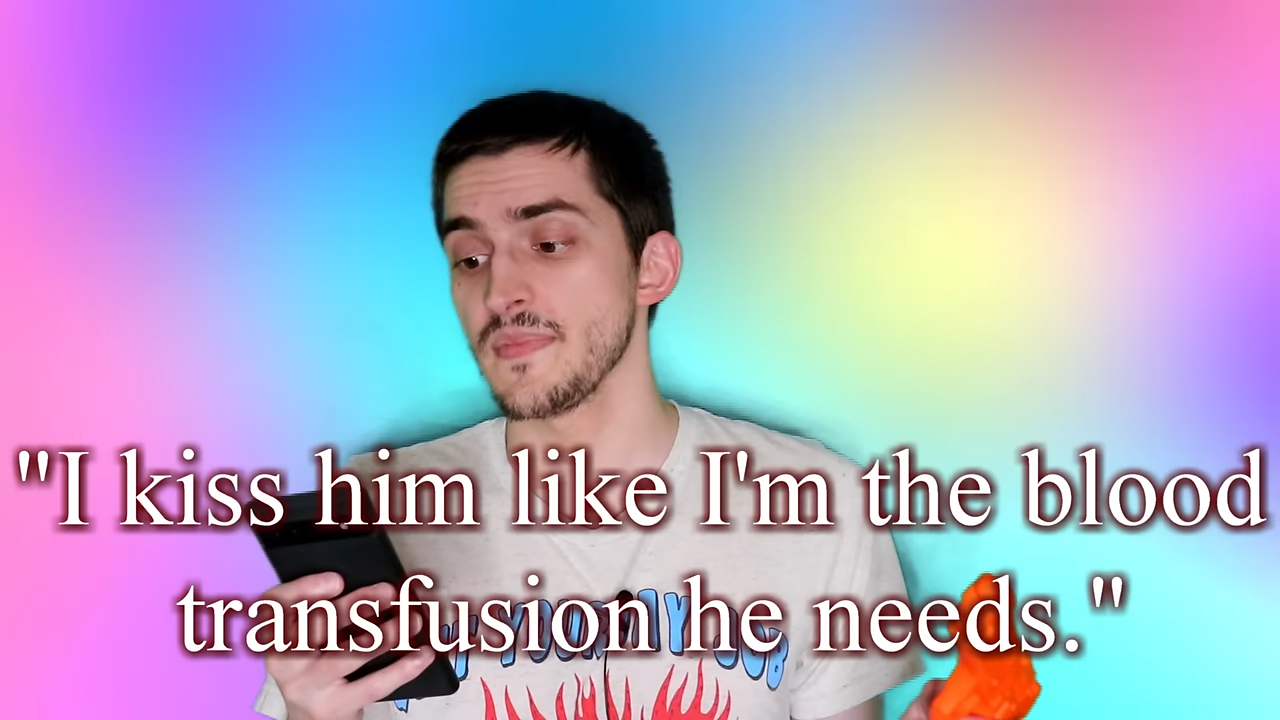 "I kiss him like I'm the blood
transfusion he needs."